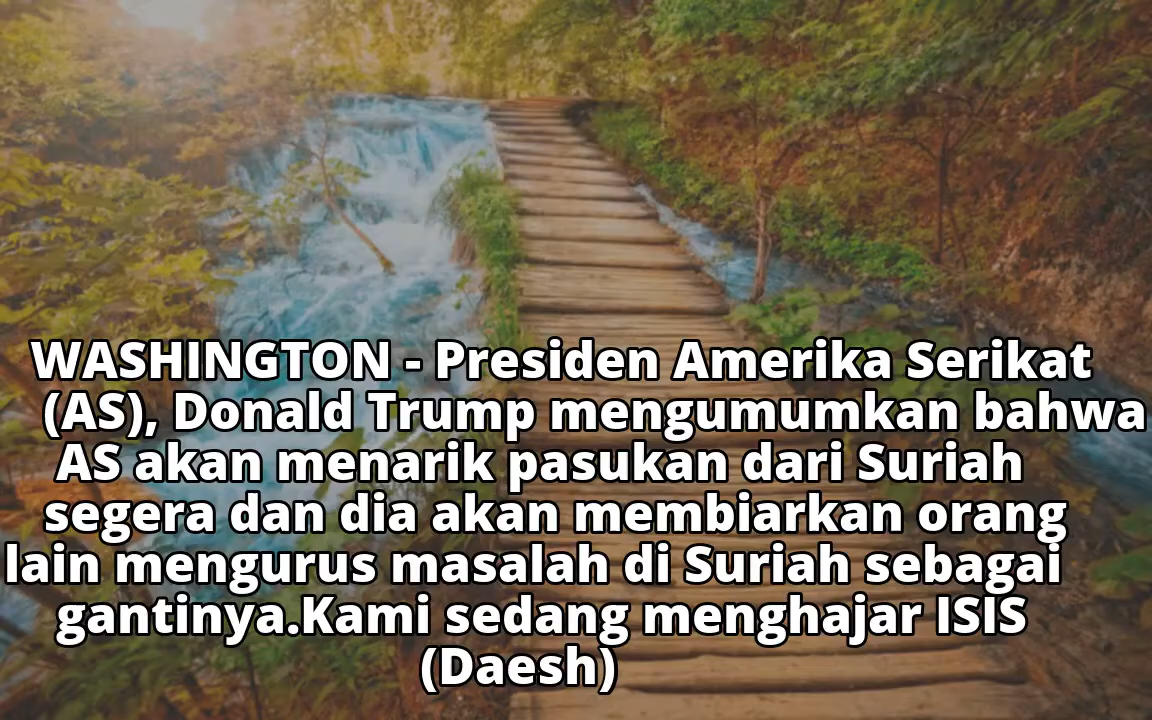 WASHINGTON - Presiden Amerika Serikat
(AS), Donald Trump mengumumkan bahwa
AS akan menarik pasukan dari Suriah
segera dan dia akan membiarkan orang
lain mengurus masalah di Suriah sebagai
gantinya.Kami sedang menghajar ISIS
(Daesh)